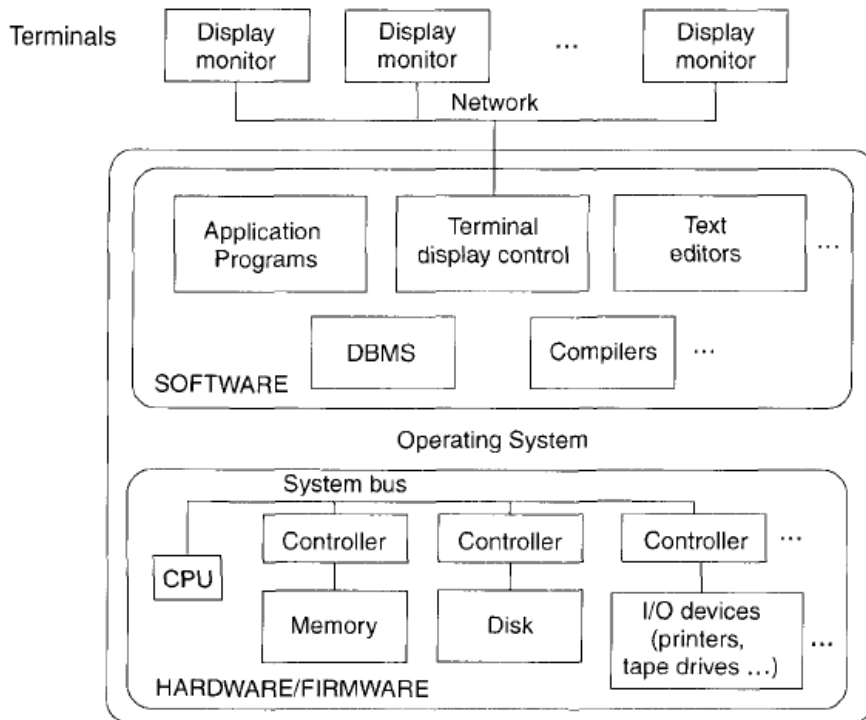 Terminals
Display
monitor
Display
monitor
...
Display
monitor
Network
Application
Programs
Terminal
display control
Text
editors
...
DBMS
Compilers
...
SOFTWARE
Operating System
System bus
CPU
Controller
Controller
Controller
...
Memory
Disk
I/O devices
(printers,
tape drives ...)
...
HARDWARE/FIRMWARE